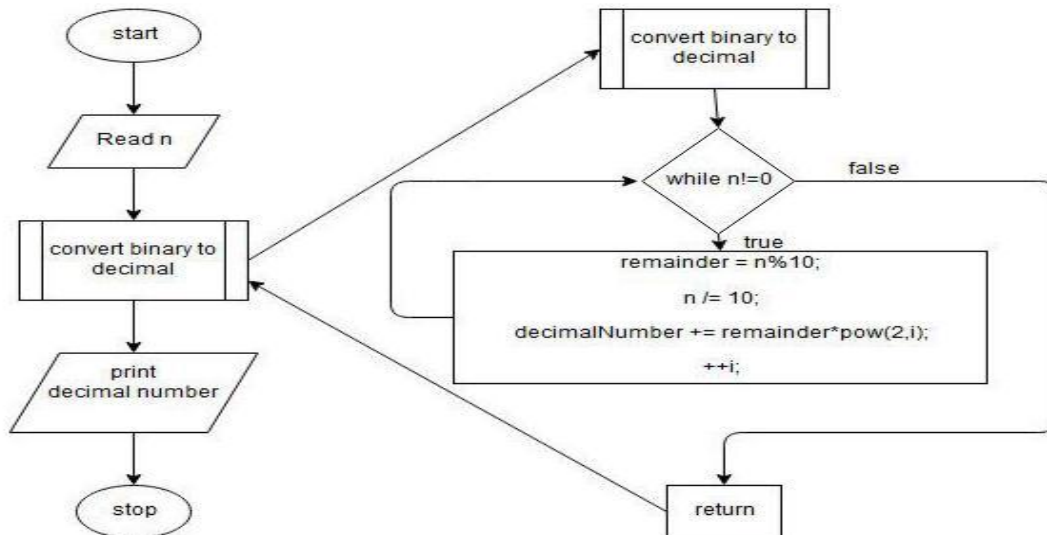 start
Read n
convert binary to
decimal
print
decimal number
stop
convert binary to
decimal
while n!=0
false
true
remainder = n%10;
n /= 10;
decimalNumber += remainder*pow(2,i);
++i;
return